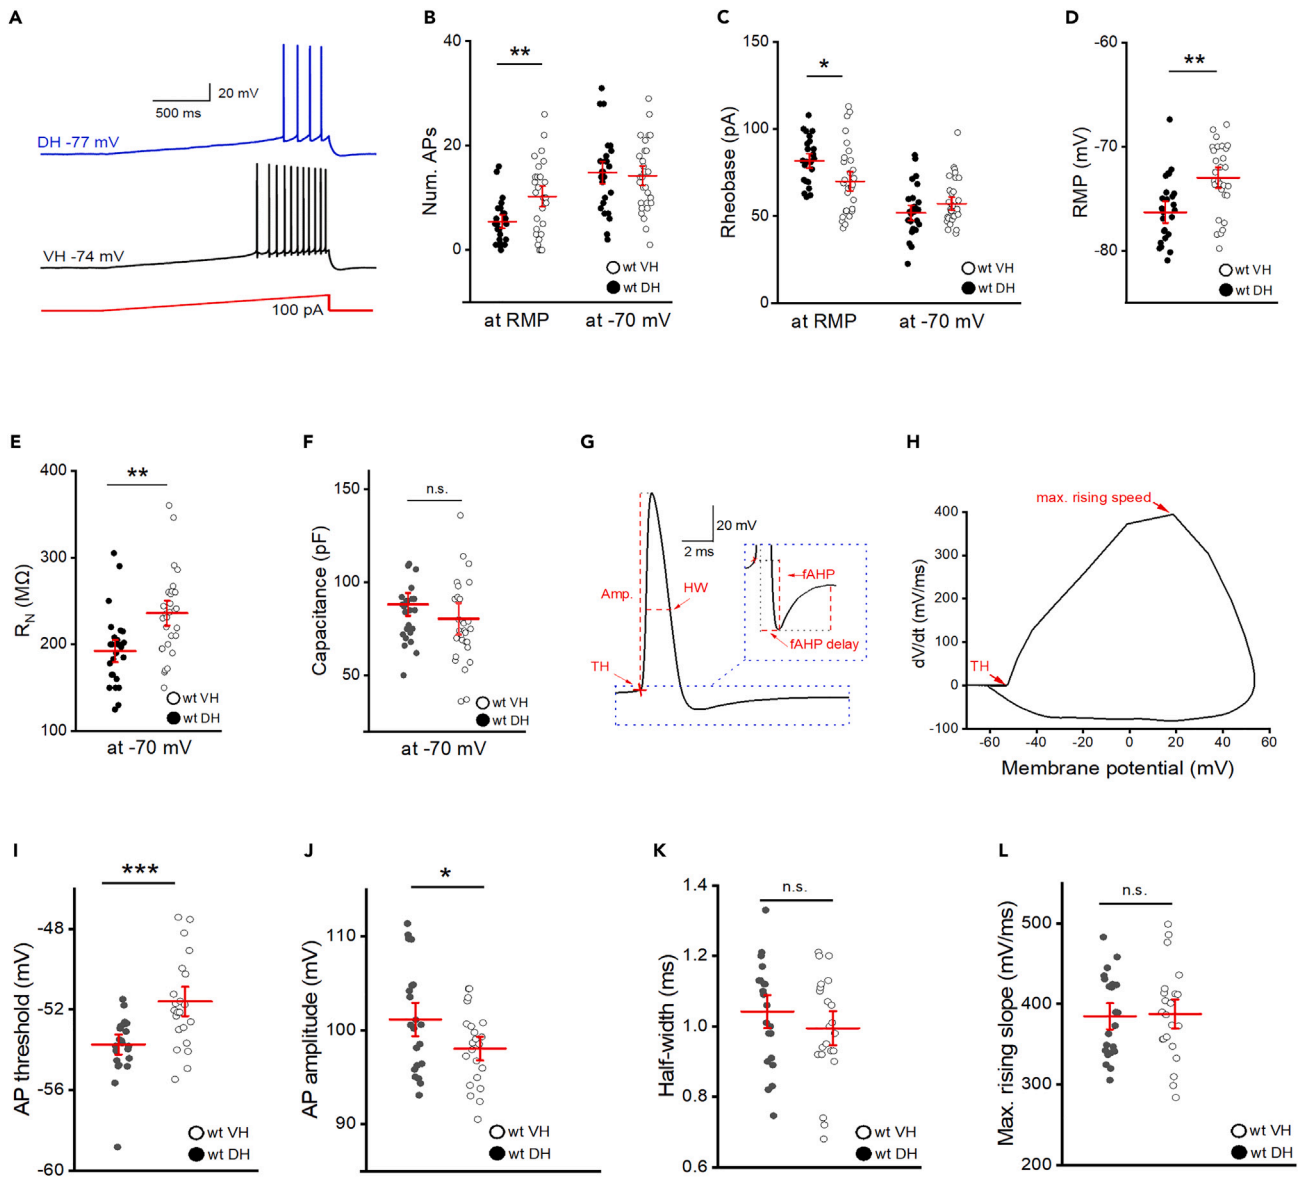 A
20 mV
500 ms
DH -77 mV
VH -74 mV
100 pA
B
40
20
0
Num. APs
**
wt VH
wt DH
at RMP
at -70 mV
C
150
100
50
0
Rheobase (pA)
*
wt VH
wt DH
at RMP
at -70 mV
D
-60
-70
-80
RMP (mV)
**
wt VH
wt DH
E
400
300
200
100
RN (MΩ)
**
wt VH
wt DH
at -70 mV
F
150
100
50
Capacitance (pF)
n.s.
wt VH
wt DH
at -70 mV
G
20 mV
2 ms
Amp.
HW
TH
fAHP
fAHP delay
H
max. rising speed
400
300
200
100
0
-100
dV/dt (mV/ms)
TH
-60
-40
-20
0
20
40
60
Membrane potential (mV)
I
***
-48
-52
-56
-60
AP threshold (mV)
wt VH
wt DH
J
*
110
100
90
AP amplitude (mV)
wt VH
wt DH
K
1.4
1.2
1.0
0.8
0.6
Half-width (ms)
n.s.
wt VH
wt DH
L
500
400
300
200
Max. rising slope (mV/ms)
n.s.
wt VH
wt DH